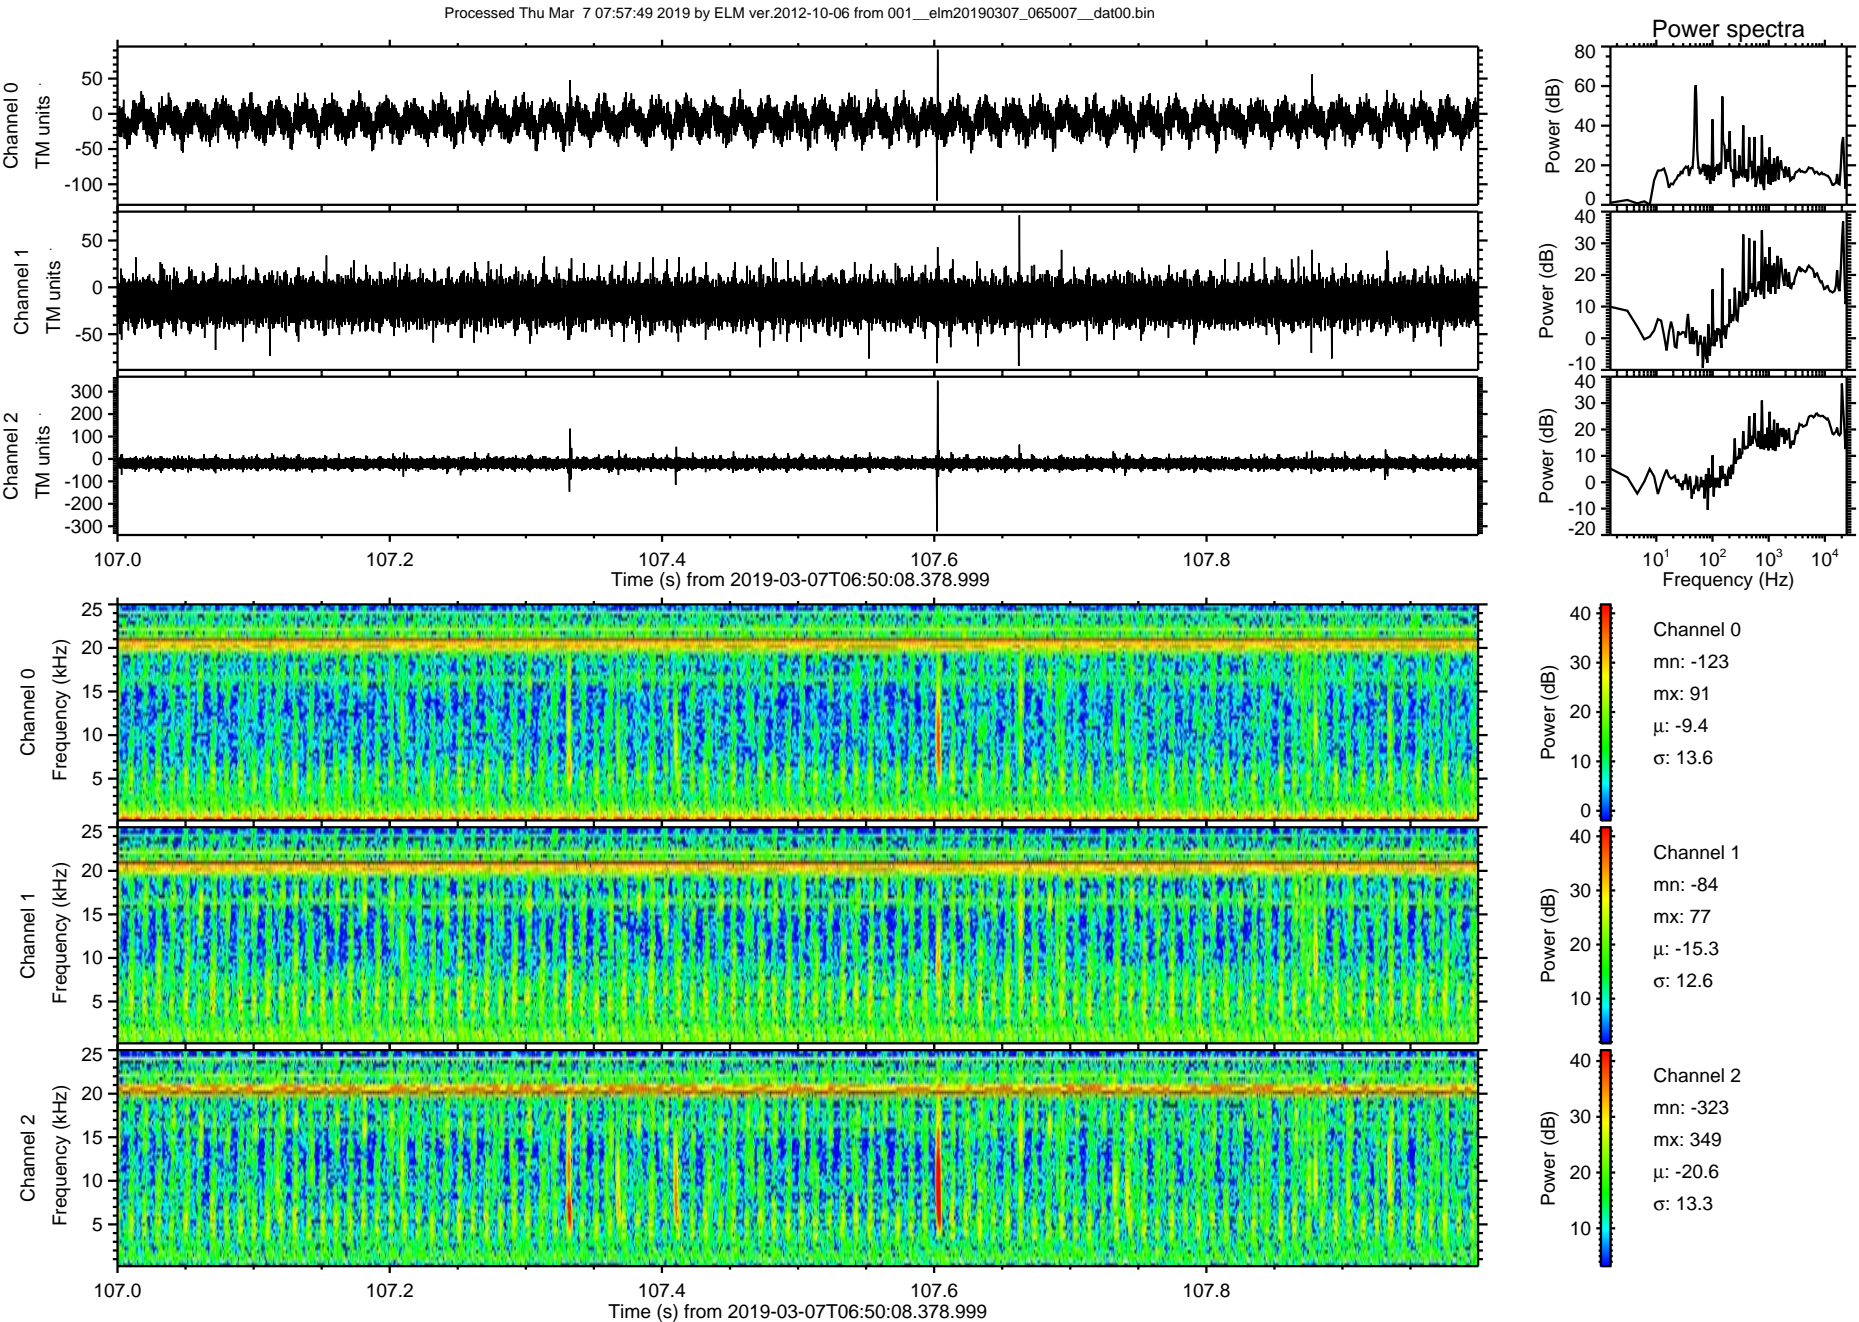 Processed Thu Mar  7 07:57:49 2019 by ELM ver.2012-10-06 from 001__elm20190307_065007__dat00.bin
Power spectra
Channel 0
TM units
50
0
-50
-100
Power (dB)
80
60
40
20
0
Channel 1
TM units
50
0
-50
Power (dB)
40
30
20
10
0
-10
Channel 2
TM units
300
200
100
0
-100
-200
-300
Power (dB)
40
30
20
10
0
-10
-20
107.0 107.2 107.4 107.6 107.8
Time (s) from 2019-03-07T06:50:08.378.999
10¹ 10² 10³ 10⁴
Frequency (Hz)
Channel 0
Frequency (kHz)
25
20
15
10
5
Power (dB)
40
30
20
10
0
Channel 0
mn: -123
mx: 91
µ: -9.4
σ: 13.6
Channel 1
Frequency (kHz)
25
20
15
10
5
Power (dB)
40
30
20
10
Channel 1
mn: -84
mx: 77
µ: -15.3
σ: 12.6
Channel 2
Frequency (kHz)
25
20
15
10
5
Power (dB)
40
30
20
10
Channel 2
mn: -323
mx: 349
µ: -20.6
σ: 13.3
107.0 107.2 107.4 107.6 107.8
Time (s) from 2019-03-07T06:50:08.378.999